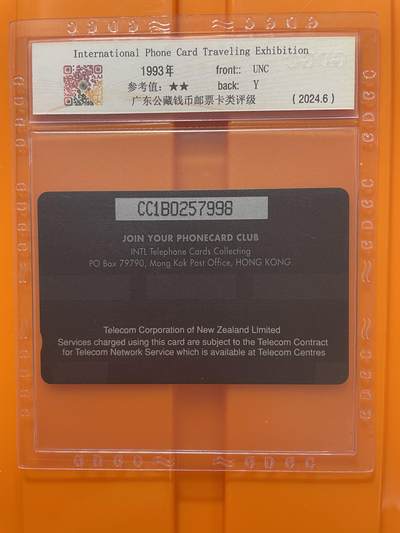 International Phone Card Traveling Exhibition
1993年 front:: UNC
参考值：★★ back: Y
广东公藏钱币邮票卡类评级 (2024.6)
CC1B0257998
JOIN YOUR PHONECARD CLUB
INTL Telephone Cards Collecting
PO Box 79790, Mong Kok Post Office, HONG KONG.
Telecom Corporation of New Zealand Limited
Services charged using this card are subject to the Telecom Contract
for Telecom Network Service which is available at Telecom Centres